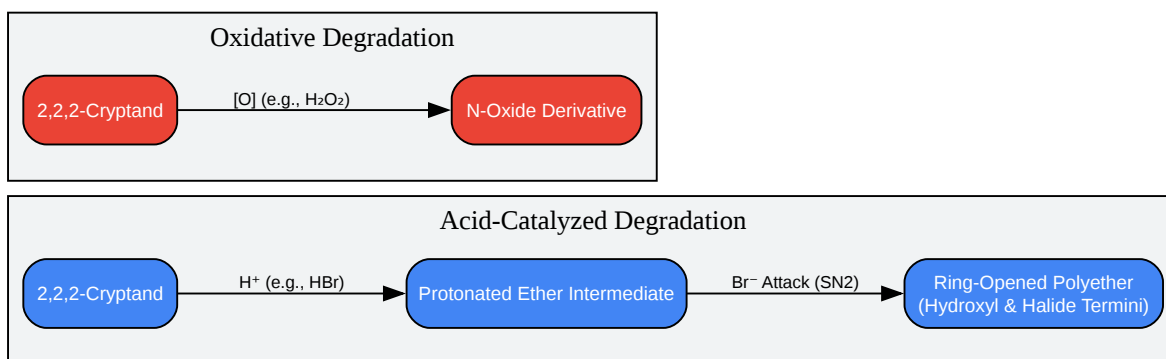 Oxidative Degradation
2,2,2-Cryptand
[O] (e.g., H₂O₂)
N-Oxide Derivative
Acid-Catalyzed Degradation
2,2,2-Cryptand
H⁺ (e.g., HBr)
Protonated Ether Intermediate
Br⁻ Attack (SN2)
Ring-Opened Polyether
(Hydroxyl & Halide Termini)